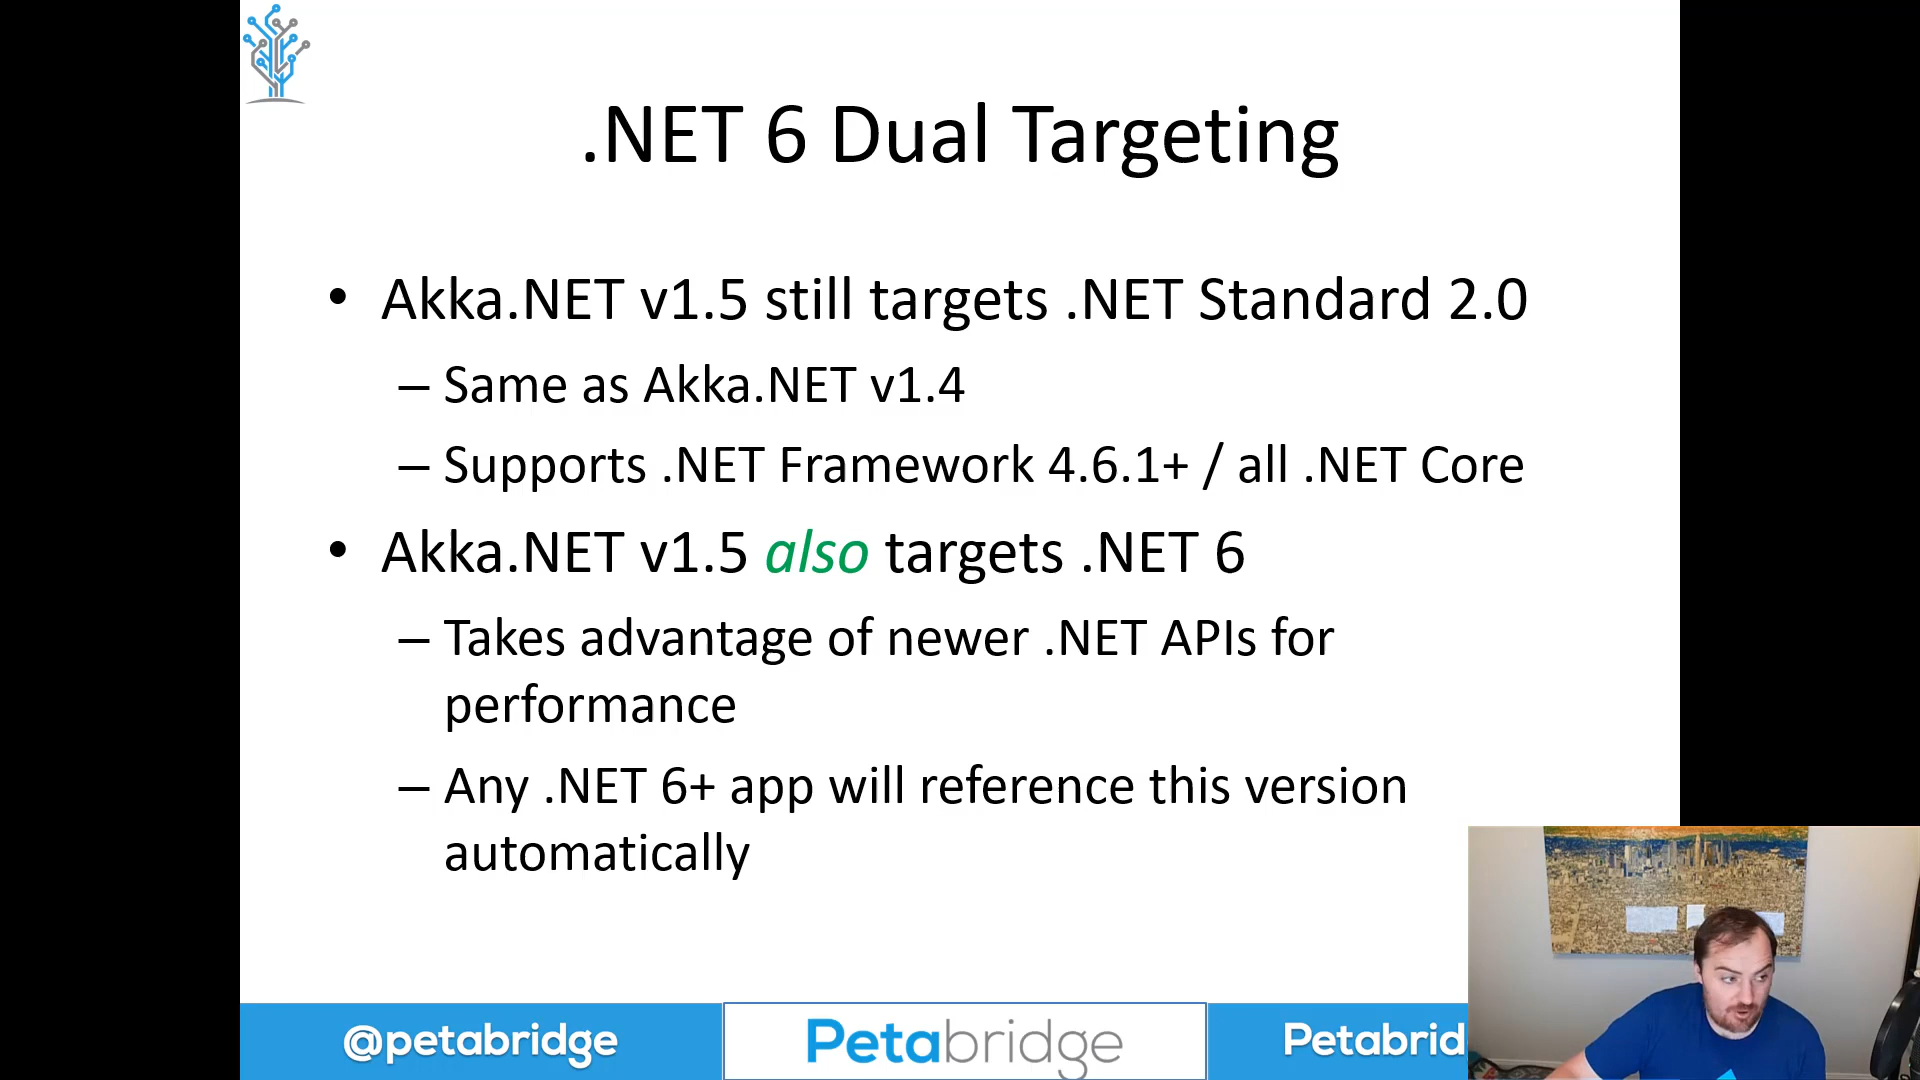 .NET 6 Dual Targeting
• Akka.NET v1.5 still targets .NET Standard 2.0
– Same as Akka.NET v1.4
– Supports .NET Framework 4.6.1+ / all .NET Core
• Akka.NET v1.5 also targets .NET 6
– Takes advantage of newer .NET APIs for
performance
– Any .NET 6+ app will reference this version
automatically
@petabridge
Petabridge
Petabrid